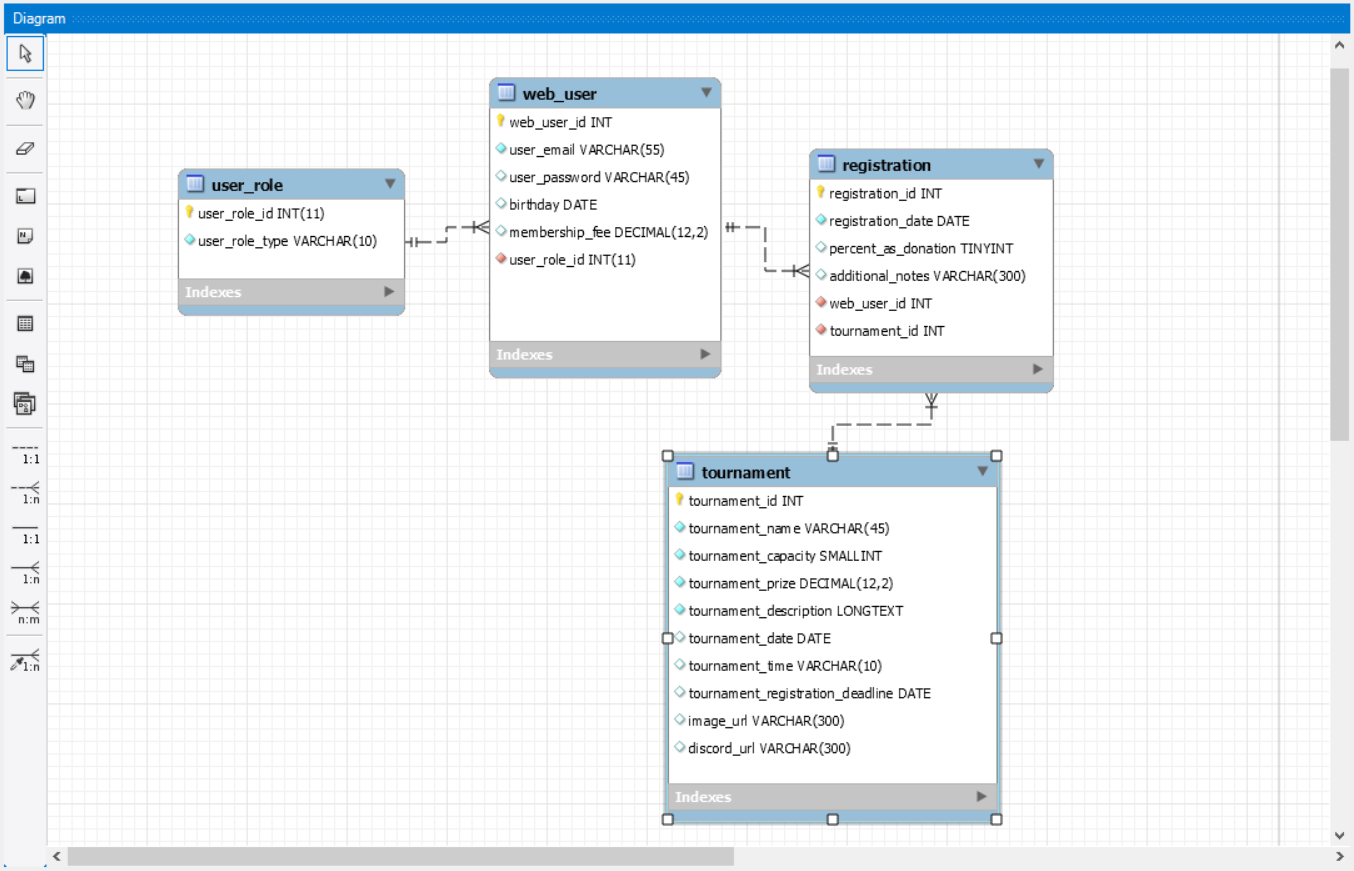 Diagram
web_user
web_user_id INT
user_email VARCHAR(55)
user_password VARCHAR(45)
birthday DATE
membership_fee DECIMAL(12,2)
user_role_id INT(11)
Indexes
user_role
user_role_id INT(11)
user_role_type VARCHAR(10)
Indexes
registration
registration_id INT
registration_date DATE
percent_as_donation TINYINT
additional_notes VARCHAR(300)
web_user_id INT
tournament_id INT
Indexes
tournament
tournament_id INT
tournament_name VARCHAR(45)
tournament_capacity SMALLINT
tournament_prize DECIMAL(12,2)
tournament_description LONGTEXT
tournament_date DATE
tournament_time VARCHAR(10)
tournament_registration_deadline DATE
image_url VARCHAR(300)
discord_url VARCHAR(300)
Indexes
1:1
1:n
1:1
1:n
n:m
1:n